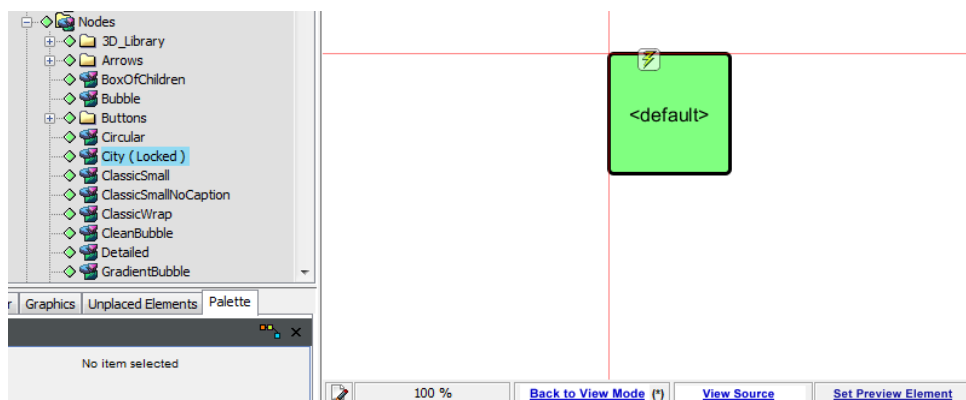 Nodes
3D_Library
Arrows
BoxOfChildren
Bubble
Buttons
Circular
City ( Locked )
ClassicSmall
ClassicSmallNoCaption
ClassicWrap
CleanBubble
Detailed
GradientBubble
<default>
Graphics Unplaced Elements Palette
No item selected
100 % Back to View Mode (*) View Source Set Preview Element